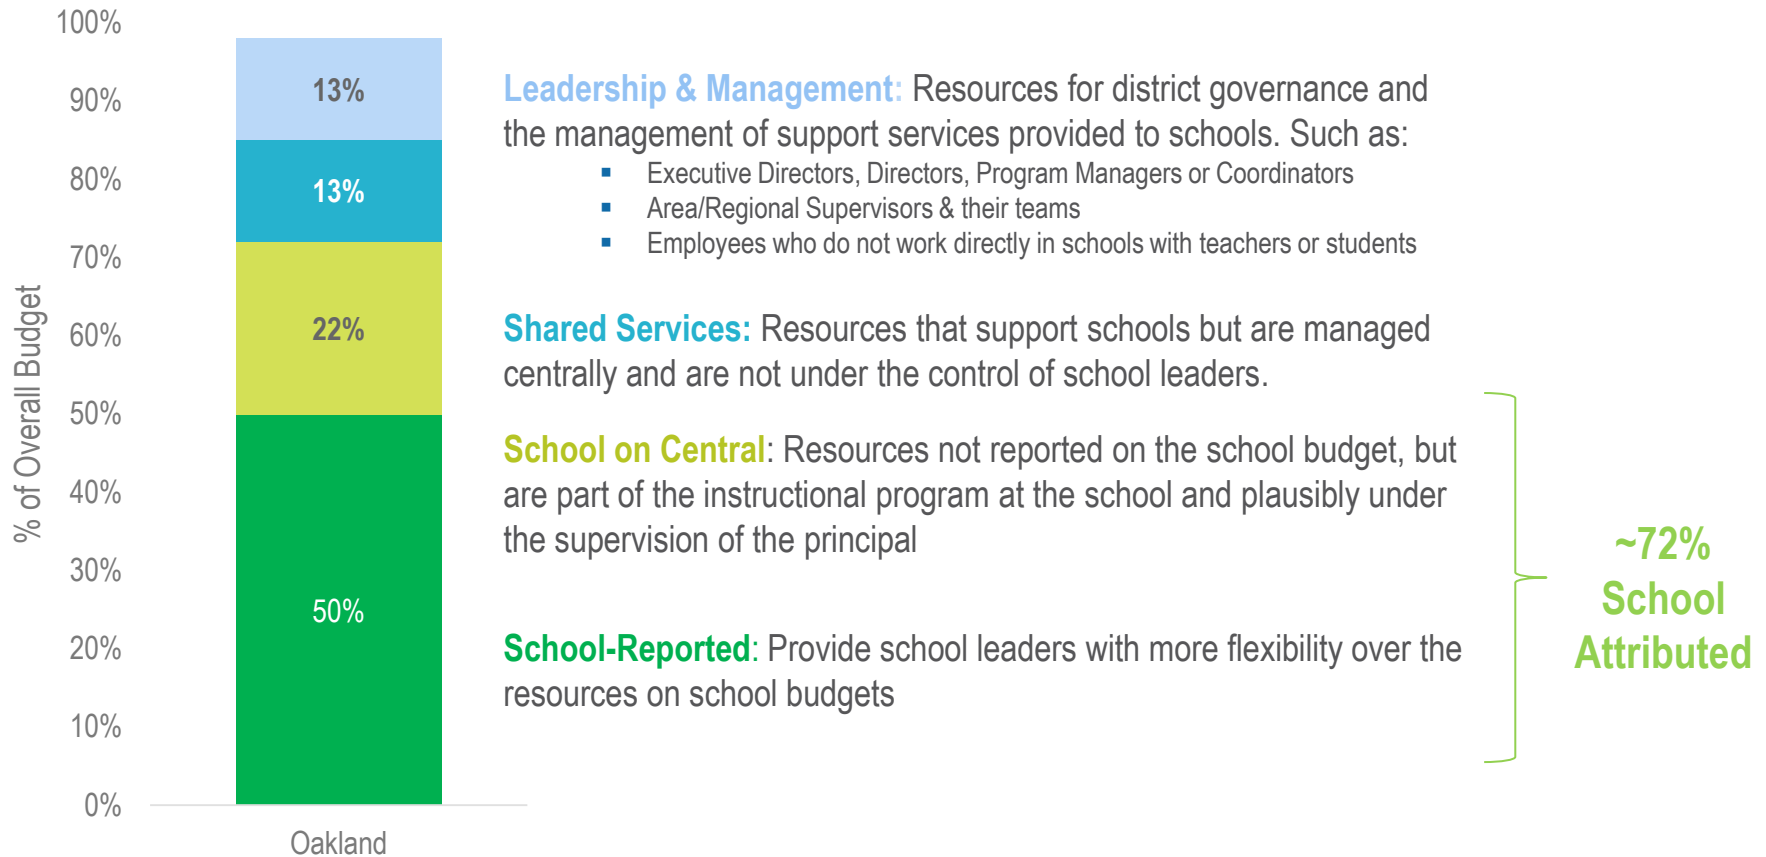 100%
90%
80%
70%
60%
50%
40%
30%
20%
10%
0%
% of Overall Budget
13%
13%
22%
50%
Oakland
Leadership & Management: Resources for district governance and
the management of support services provided to schools. Such as:
▪ Executive Directors, Directors, Program Managers or Coordinators
▪ Area/Regional Supervisors & their teams
▪ Employees who do not work directly in schools with teachers or students
Shared Services: Resources that support schools but are managed
centrally and are not under the control of school leaders.
School on Central: Resources not reported on the school budget, but
are part of the instructional program at the school and plausibly under
the supervision of the principal
School-Reported: Provide school leaders with more flexibility over the
resources on school budgets
~72%
School
Attributed